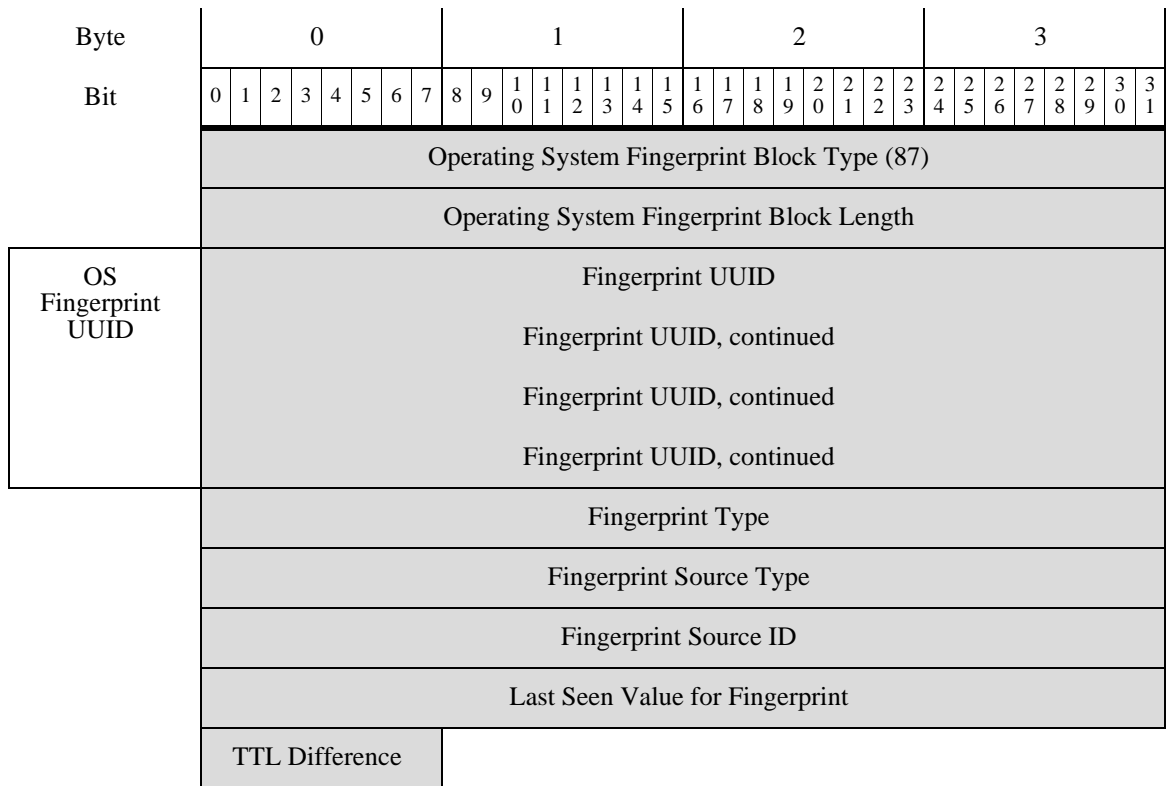 Byte 0 1 2 3
Bit 0 1 2 3 4 5 6 7 8 9 10 11 12 13 14 15 16 17 18 19 20 21 22 23 24 25 26 27 28 29 30 31
Operating System Fingerprint Block Type (87)
Operating System Fingerprint Block Length
OS
Fingerprint
UUID
Fingerprint UUID
Fingerprint UUID, continued
Fingerprint UUID, continued
Fingerprint UUID, continued
Fingerprint Type
Fingerprint Source Type
Fingerprint Source ID
Last Seen Value for Fingerprint
TTL Difference